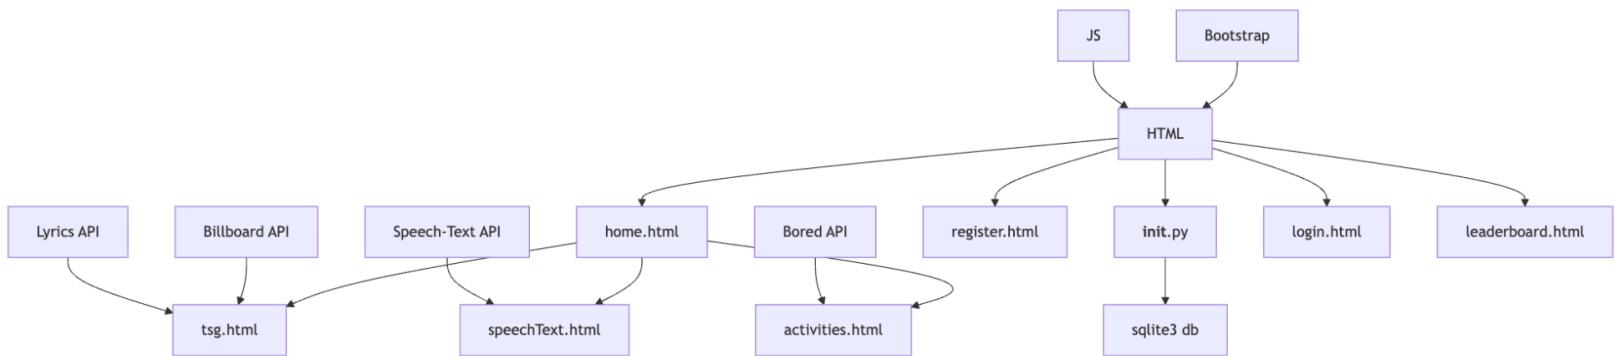 JS
Bootstrap
HTML
Lyrics API
Billboard API
Speech-Text API
home.html
Bored API
register.html
init.py
login.html
leaderboard.html
tsg.html
speechText.html
activities.html
sqlite3 db